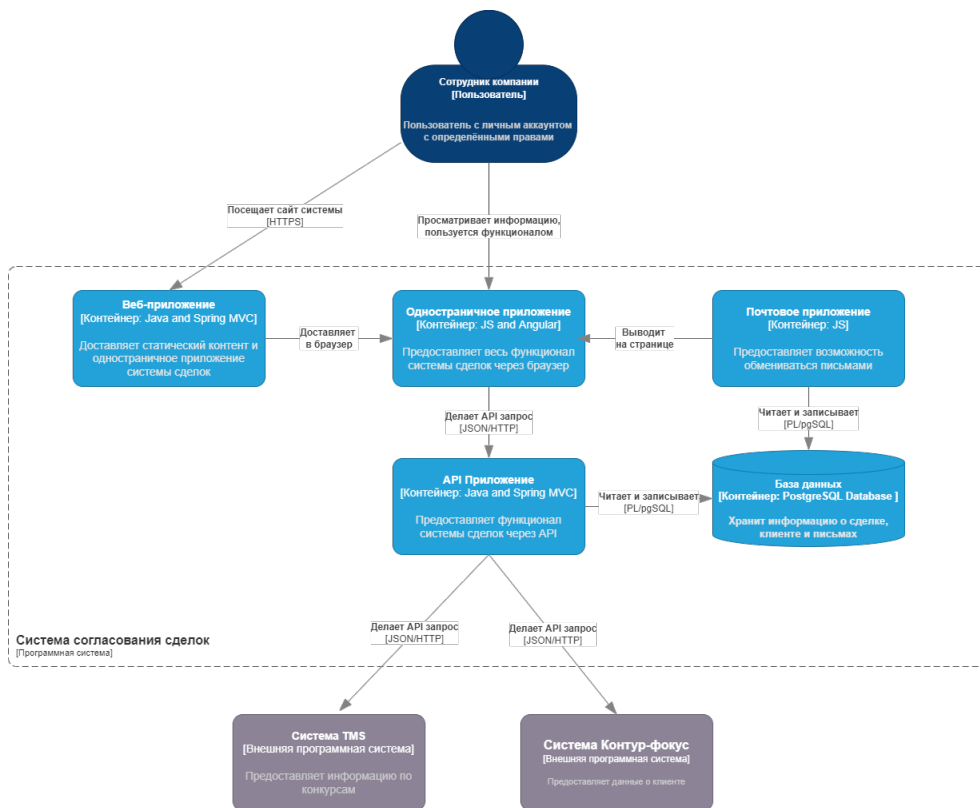 Сотрудник компании
[Пользователь]
Пользователь с личным аккаунтом
с определёнными правами
Посещает сайт системы
[HTTPS]
Просматривает информацию,
пользуется функционалом
Веб-приложение
[Контейнер: Java and Spring MVC]
Доставляет статический контент и
одностраничное приложение
системы сделок
Доставляет
в браузер
Одностраничное приложение
[Контейнер: JS and Angular]
Предоставляет весь функционал
системы сделок через браузер
Выводит
на странице
Почтовое приложение
[Контейнер: JS]
Предоставляет возможность
обмениваться письмами
Делает API запрос
[JSON/HTTP]
Читает и записывает
[PL/pgSQL]
API Приложение
[Контейнер: Java and Spring MVC]
Предоставляет функционал
системы сделок через API
Читает и записывает
[PL/pgSQL]
База данных
[Контейнер: PostgreSQL Database ]
Хранит информацию о сделке,
клиенте и письмах
Делает API запрос
[JSON/HTTP]
Делает API запрос
[JSON/HTTP]
Система согласования сделок
[Программная система]
Система TMS
[Внешняя программная система]
Предоставляет информацию по
конкурсам
Система Контур-фокус
[Внешняя программная система]
Предоставляет данные о клиенте